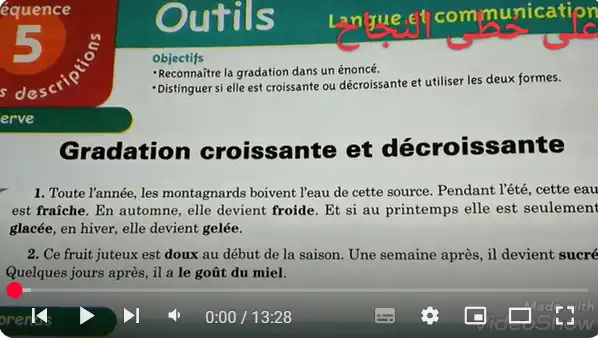 équence
Outils
Langue et communication
5
على خطى النجاح
s descriptions
Objectifs
•Reconnaître la gradation dans un énoncé.
•Distinguer si elle est croissante ou décroissante et utiliser les deux formes.
erve
Gradation croissante et décroissante
1. Toute l'année, les montagnards boivent l'eau de cette source. Pendant l'été, cette eau
est fraîche. En automne, elle devient froide. Et si au printemps elle est seulement
glacée, en hiver, elle devient gelée.
2. Ce fruit juteux est doux au début de la saison. Une semaine après, il devient sucré
Quelques jours après, il a le goût du miel.
prends
0:00 / 13:28
Made with
VideoShow